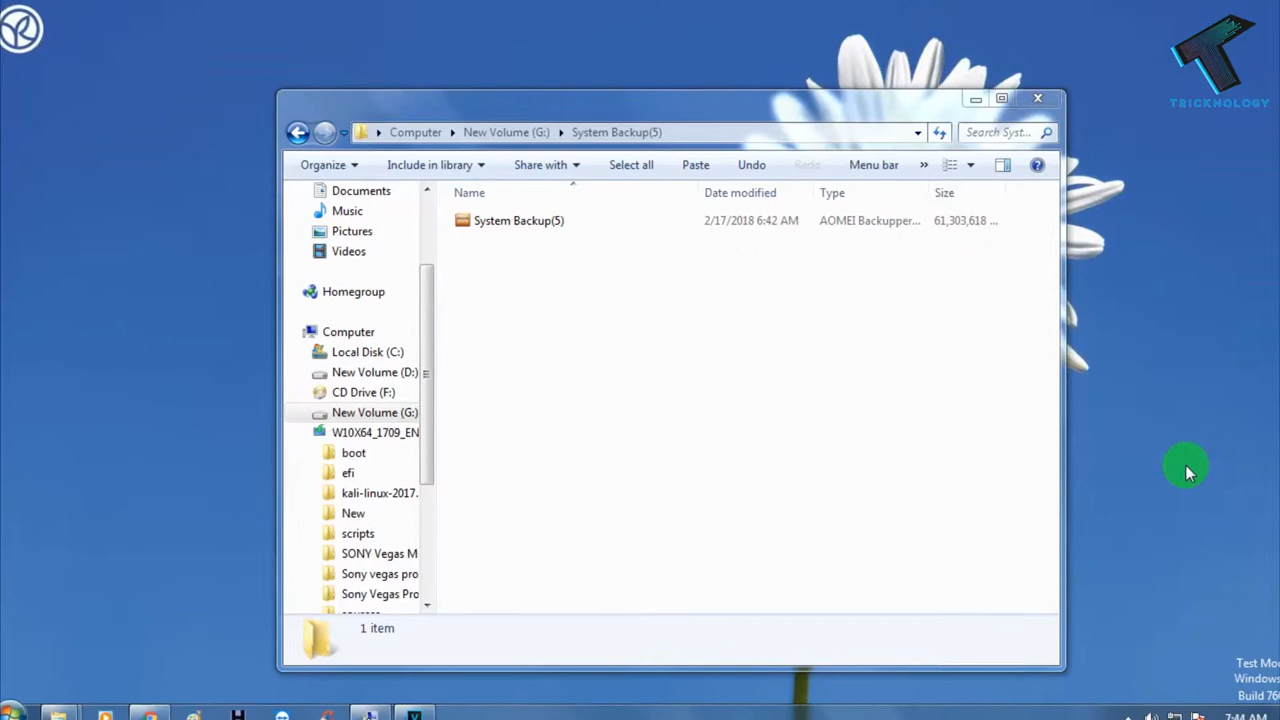 TRICKNOLOGY
Computer
New Volume (G:)
System Backup(5)
Search Syst...
Organize
Include in library
Share with
Select all
Paste
Undo
Redo
Menu bar
»
Documents
Music
Pictures
Videos
Homegroup
Computer
Local Disk (C:)
New Volume (D:)
CD Drive (F:)
New Volume (G:)
W10X64_1709_EN
boot
efi
kali-linux-2017.
New
scripts
SONY Vegas M
Sony vegas pro
Sony Vegas Pro
Name
Date modified
Type
Size
System Backup(5)
2/17/2018 6:42 AM
AOMEI Backupper...
61,303,618 ...
1 item
Test Mo
Windows
Build 76
7:44 AM